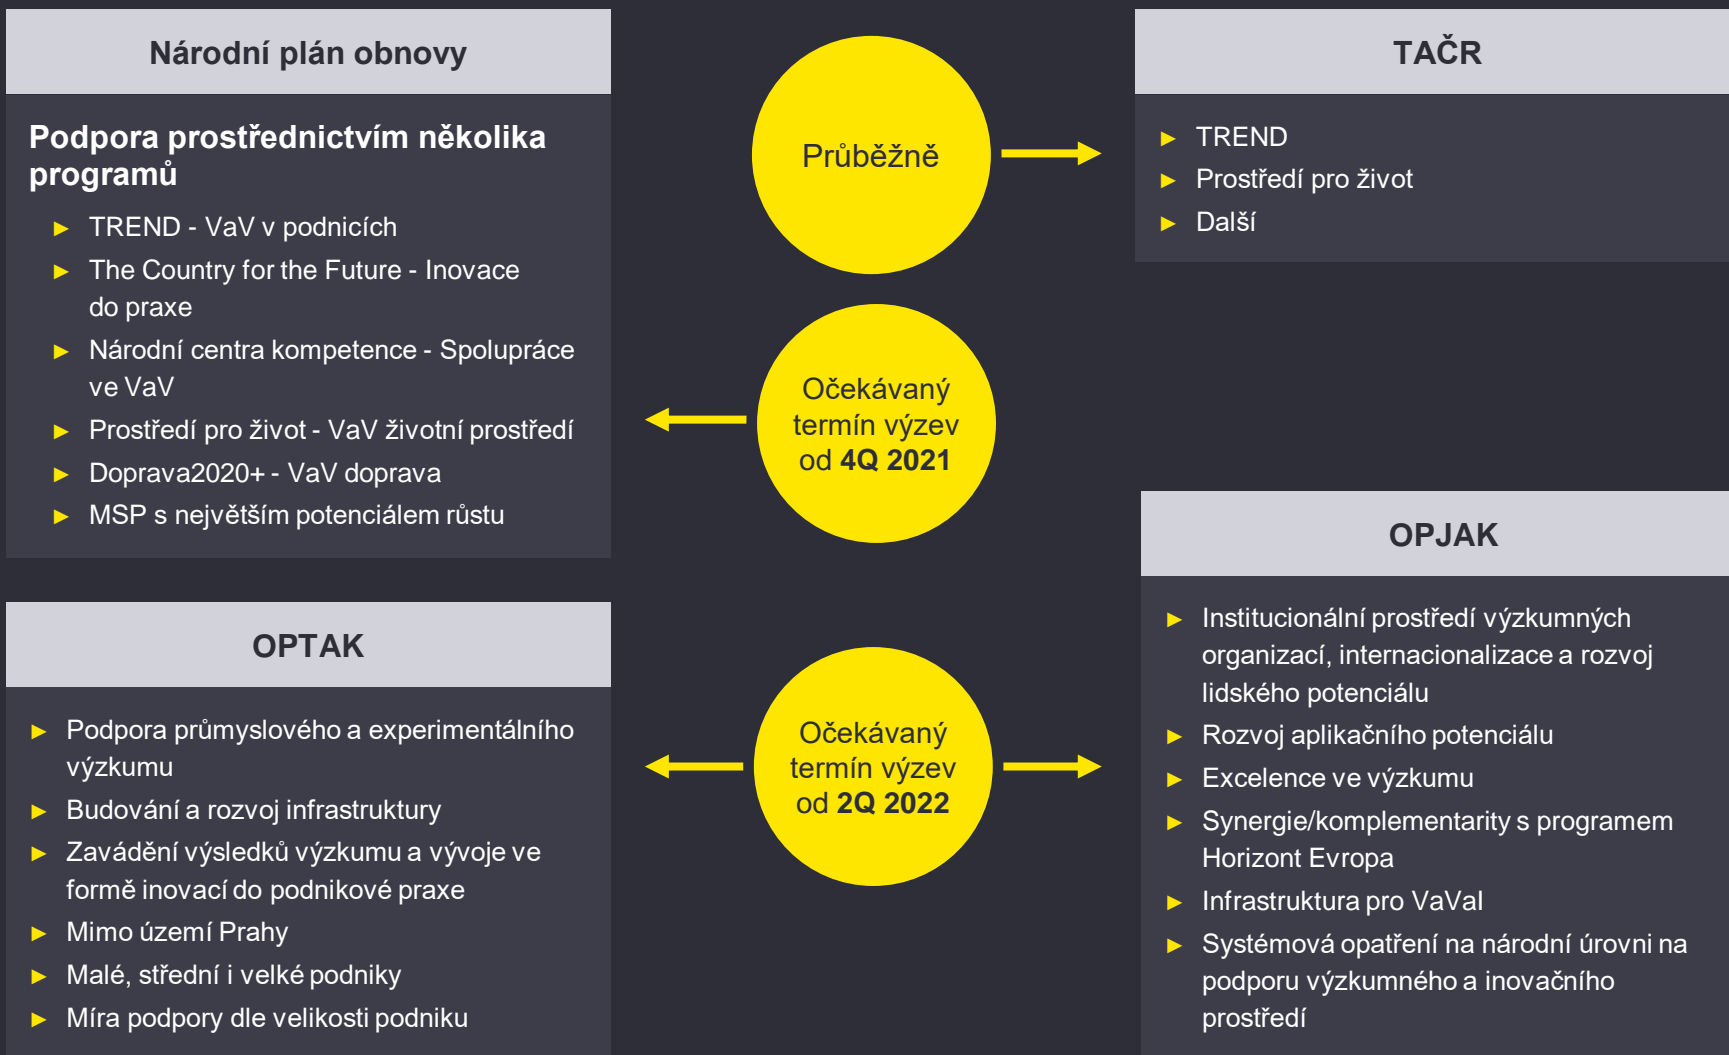 Národní plán obnovy
Podpora prostřednictvím několika
programů
► TREND - VaV v podnicích
► The Country for the Future - Inovace
do praxe
► Národní centra kompetence - Spolupráce
ve VaV
► Prostředí pro život - VaV životní prostředí
► Doprava2020+ - VaV doprava
► MSP s největším potenciálem růstu
Průběžně
TAČR
► TREND
► Prostředí pro život
► Další
Očekávaný
termín výzev
od 4Q 2021
OPTAK
► Podpora průmyslového a experimentálního
výzkumu
► Budování a rozvoj infrastruktury
► Zavádění výsledků výzkumu a vývoje ve
formě inovací do podnikové praxe
► Mimo území Prahy
► Malé, střední i velké podniky
► Míra podpory dle velikosti podniku
Očekávaný
termín výzev
od 2Q 2022
OPJAK
► Institucionální prostředí výzkumných
organizací, internacionalizace a rozvoj
lidského potenciálu
► Rozvoj aplikačního potenciálu
► Excelence ve výzkumu
► Synergie/komplementarity s programem
Horizont Evropa
► Infrastruktura pro VaVaI
► Systémová opatření na národní úrovni na
podporu výzkumného a inovačního
prostředí